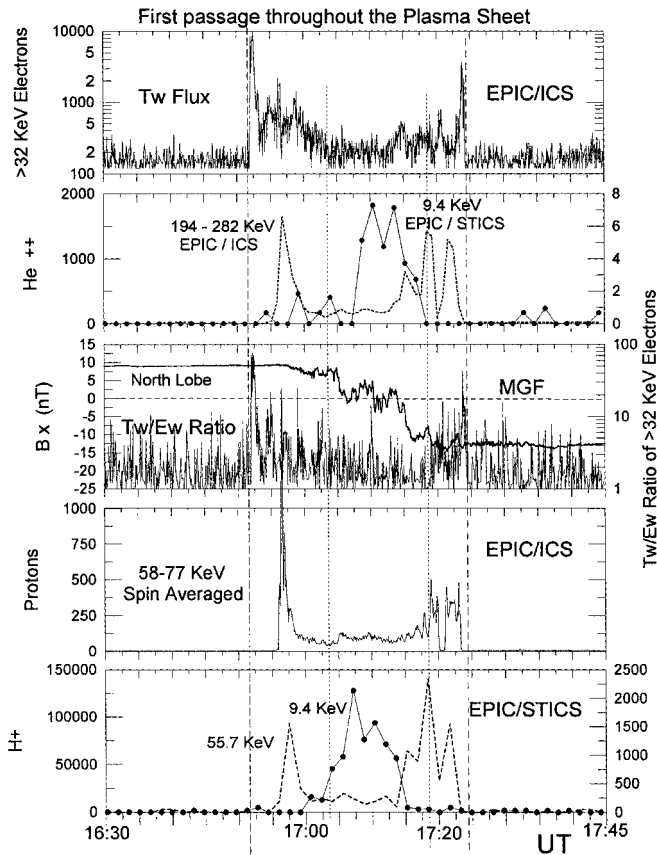 First passage throughout the Plasma Sheet
>32 KeV Electrons
10000
5
2
1000
5
2
100
Tw Flux
EPIC/ICS
He ++
2000
1000
0
194 - 282 KeV
EPIC / ICS
9.4 KeV
EPIC / STICS
8
7
6
5
4
3
2
1
0
B x (nT)
15
10
5
0
-5
-10
-15
-20
-25
North Lobe
Tw/Ew Ratio
MGF
100
10
1
Tw/Ew Ratio of >32 KeV Electrons
Protons
1000
750
500
250
0
58-77 KeV
Spin Averaged
EPIC/ICS
H+
150000
100000
50000
0
55.7 KeV
9.4 KeV
EPIC/STICS
2500
2000
1500
1000
500
0
16:30
17:00
17:20
17:45
UT